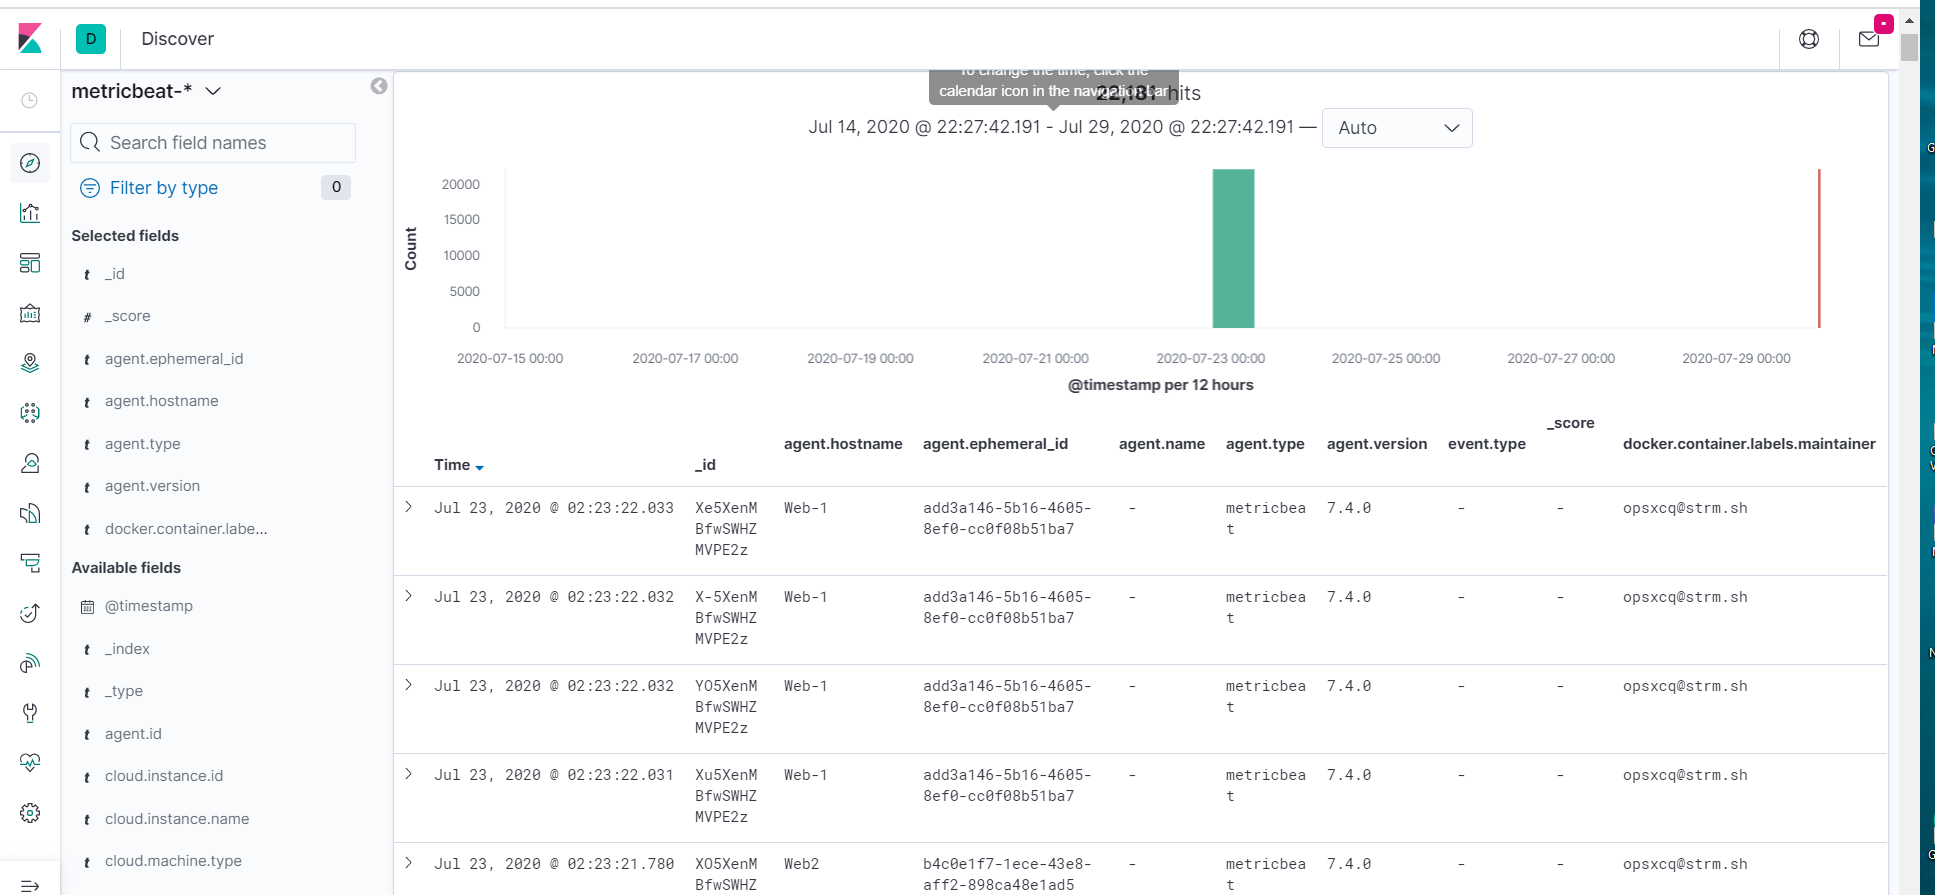 D
Discover
metricbeat-*
Search field names
Filter by type
0
Selected fields
t _id
# _score
t agent.ephemeral_id
t agent.hostname
t agent.type
t agent.version
t docker.container.labe...
Available fields
@timestamp
t _index
t _type
t agent.id
t cloud.instance.id
t cloud.instance.name
t cloud.machine.type
To change the time, click the
calendar icon in the navigation bar
22,181 hits
Jul 14, 2020 @ 22:27:42.191 - Jul 29, 2020 @ 22:27:42.191 — Auto
Count
20000
15000
10000
5000
0
2020-07-15 00:00 2020-07-17 00:00 2020-07-19 00:00 2020-07-21 00:00 2020-07-23 00:00 2020-07-25 00:00 2020-07-27 00:00 2020-07-29 00:00
@timestamp per 12 hours
Time _id agent.hostname agent.ephemeral_id agent.name agent.type agent.version event.type _score docker.container.labels.maintainer
Jul 23, 2020 @ 02:23:22.033 Xe5XenM Web-1 add3a146-5b16-4605- - metricbea 7.4.0 - - opsxcq@strm.sh
BfwSWHZ 8ef0-cc0f08b51ba7 t
MVPE2z
Jul 23, 2020 @ 02:23:22.032 X-5XenM Web-1 add3a146-5b16-4605- - metricbea 7.4.0 - - opsxcq@strm.sh
BfwSWHZ 8ef0-cc0f08b51ba7 t
MVPE2z
Jul 23, 2020 @ 02:23:22.032 YO5XenM Web-1 add3a146-5b16-4605- - metricbea 7.4.0 - - opsxcq@strm.sh
BfwSWHZ 8ef0-cc0f08b51ba7 t
MVPE2z
Jul 23, 2020 @ 02:23:22.031 Xu5XenM Web-1 add3a146-5b16-4605- - metricbea 7.4.0 - - opsxcq@strm.sh
BfwSWHZ 8ef0-cc0f08b51ba7 t
MVPE2z
Jul 23, 2020 @ 02:23:21.780 XO5XenM Web2 b4c0e1f7-1ece-43e8- - metricbea 7.4.0 - - opsxcq@strm.sh
BfwSWHZ aff2-898ca48e1ad5 t